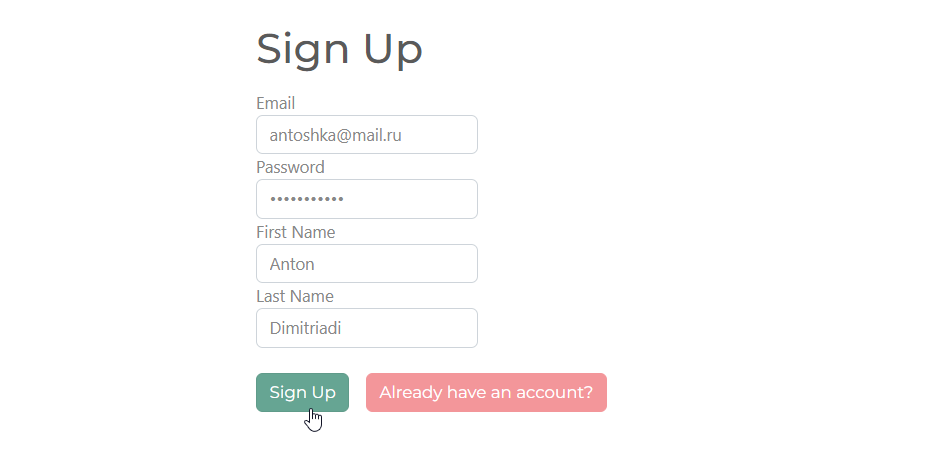 Sign Up
Email
antoshka@mail.ru
Password
•••••••••••
First Name
Anton
Last Name
Dimitriadi
Sign Up Already have an account?